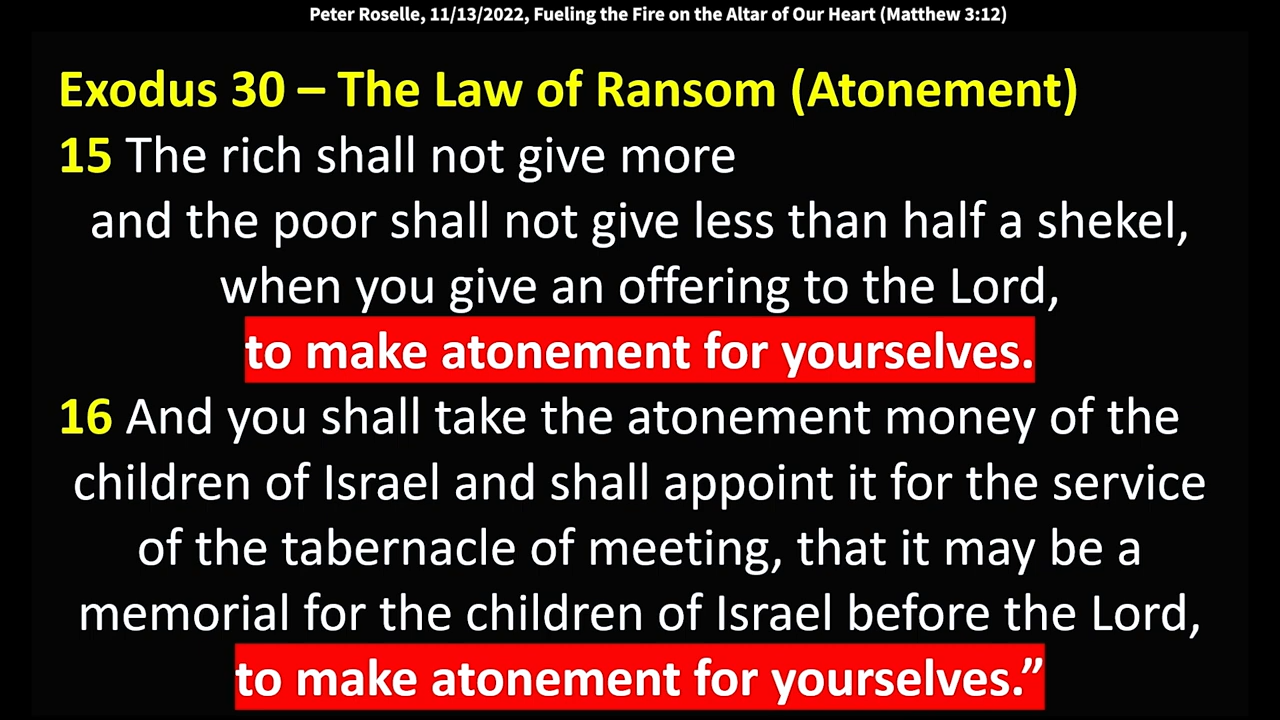 Peter Roselle, 11/13/2022, Fueling the Fire on the Altar of Our Heart (Matthew 3:12)
Exodus 30 – The Law of Ransom (Atonement)
15 The rich shall not give more
and the poor shall not give less than half a shekel,
when you give an offering to the Lord,
to make atonement for yourselves.
16 And you shall take the atonement money of the
children of Israel and shall appoint it for the service
of the tabernacle of meeting, that it may be a
memorial for the children of Israel before the Lord,
to make atonement for yourselves.”